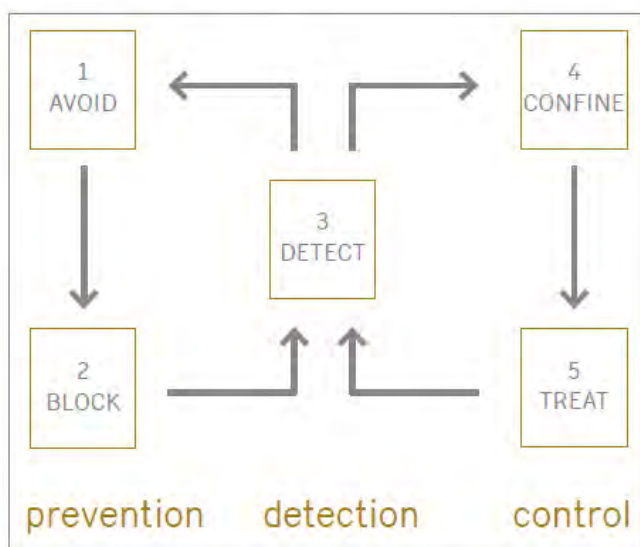 1
AVOID
4
CONFINE
3
DETECT
2
BLOCK
5
TREAT
prevention
detection
control